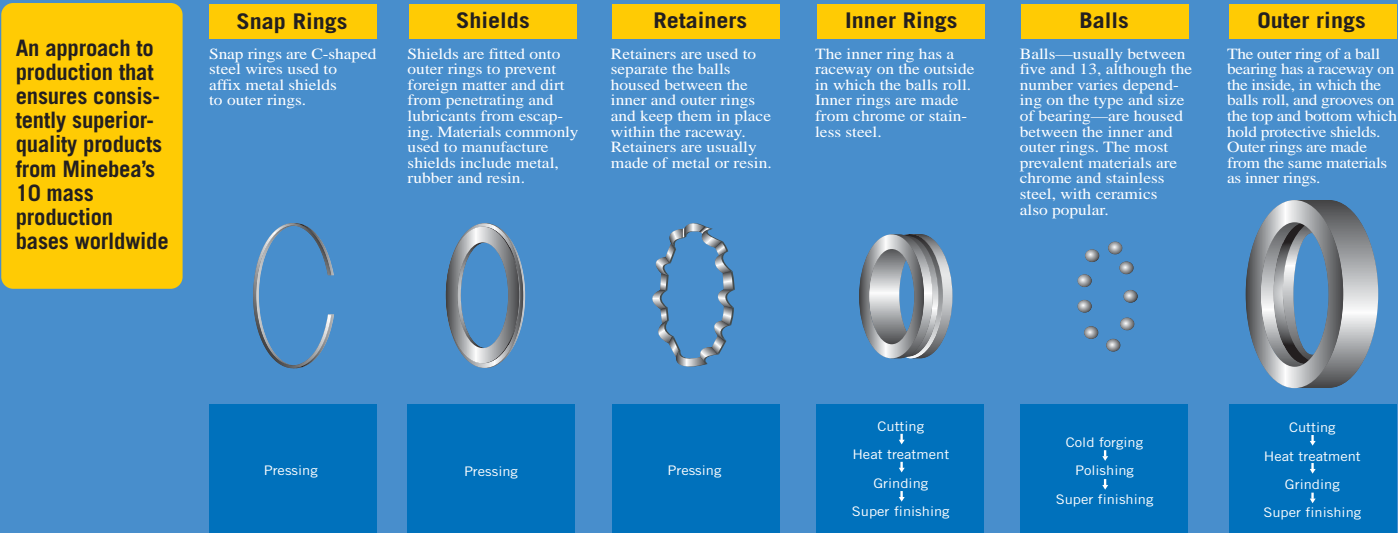 An approach to
production that
ensures consis-
tently superior-
quality products
from Minebea's
10 mass
production
bases worldwide
Snap Rings
Snap rings are C-shaped
steel wires used to
affix metal shields
to outer rings.
Pressing
Shields
Shields are fitted onto
outer rings to prevent
foreign matter and dirt
from penetrating and
lubricants from escap-
ing. Materials commonly
used to manufacture
shields include metal,
rubber and resin.
Pressing
Retainers
Retainers are used to
separate the balls
housed between the
inner and outer rings
and keep them in place
within the raceway.
Retainers are usually
made of metal or resin.
Pressing
Inner Rings
The inner ring has a
raceway on the outside
in which the balls roll.
Inner rings are made
from chrome or stain-
less steel.
Cutting
Heat treatment
Grinding
Super finishing
Balls
Balls—usually between
five and 13, although the
number varies depend-
ing on the type and size
of bearing—are housed
between the inner and
outer rings. The most
prevalent materials are
chrome and stainless
steel, with ceramics
also popular.
Cold forging
Polishing
Super finishing
Outer rings
The outer ring of a ball
bearing has a raceway on
the inside, in which the
balls roll, and grooves on
the top and bottom which
hold protective shields.
Outer rings are made
from the same materials
as inner rings.
Cutting
Heat treatment
Grinding
Super finishing